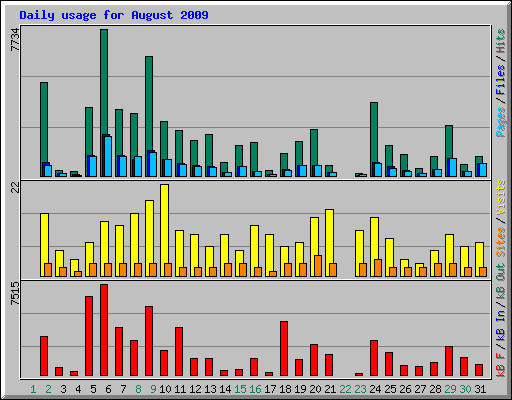 Daily usage for August 2009
7734
Pages / Files / Hits
22
Sites / Visits
7515
kB F / kB In / kB Out
1 2 3 4 5 6 7 8 9 10 11 12 13 14 15 16 17 18 19 20 21 22 23 24 25 26 27 28 29 30 31